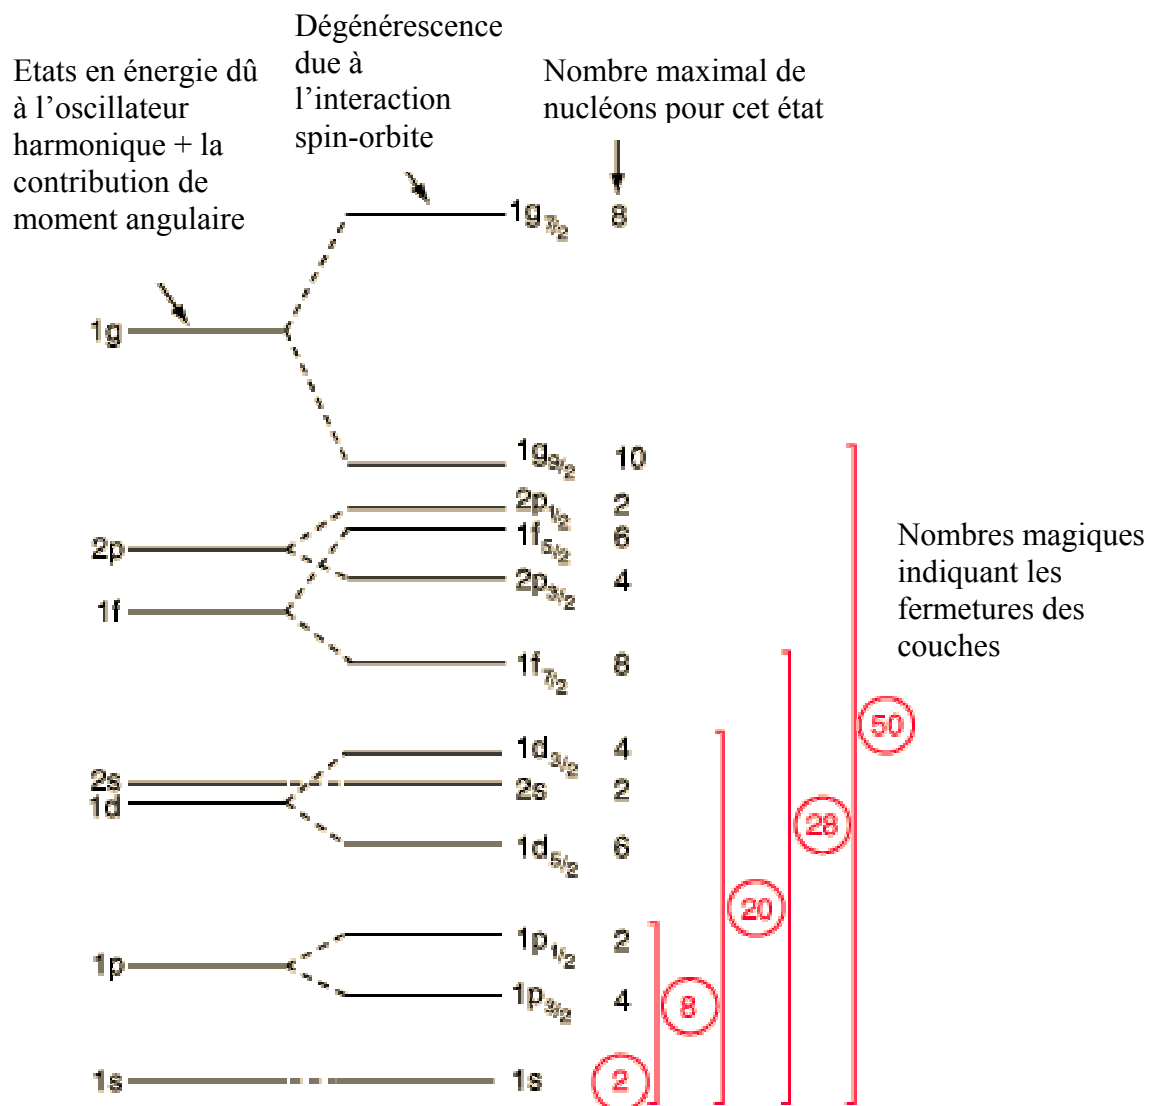 Etats en énergie dû
à l’oscillateur
harmonique + la
contribution de
moment angulaire
Dégénérescence
due à
l’interaction
spin-orbite
Nombre maximal de
nucléons pour cet état
1g7/2 8
1g
1g9/2 10
2p1/2 2
1f5/2 6
2p
2p3/2 4
1f
1f7/2 8
Nombres magiques
indiquant les
fermetures des
couches
50
1d3/2 4
2s
2s 2
1d
28
1d5/2 6
20
1p1/2 2
1p
1p3/2 4
8
1s
1s
2